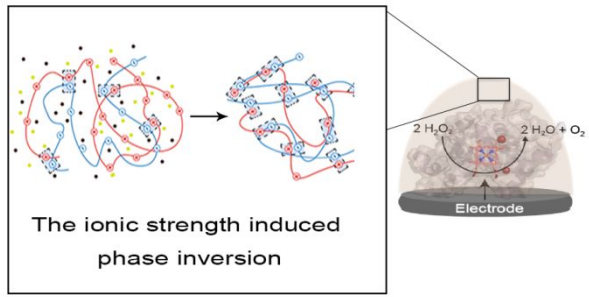 2 H₂O₂
2 H₂O + O₂
Electrode
The ionic strength induced
phase inversion